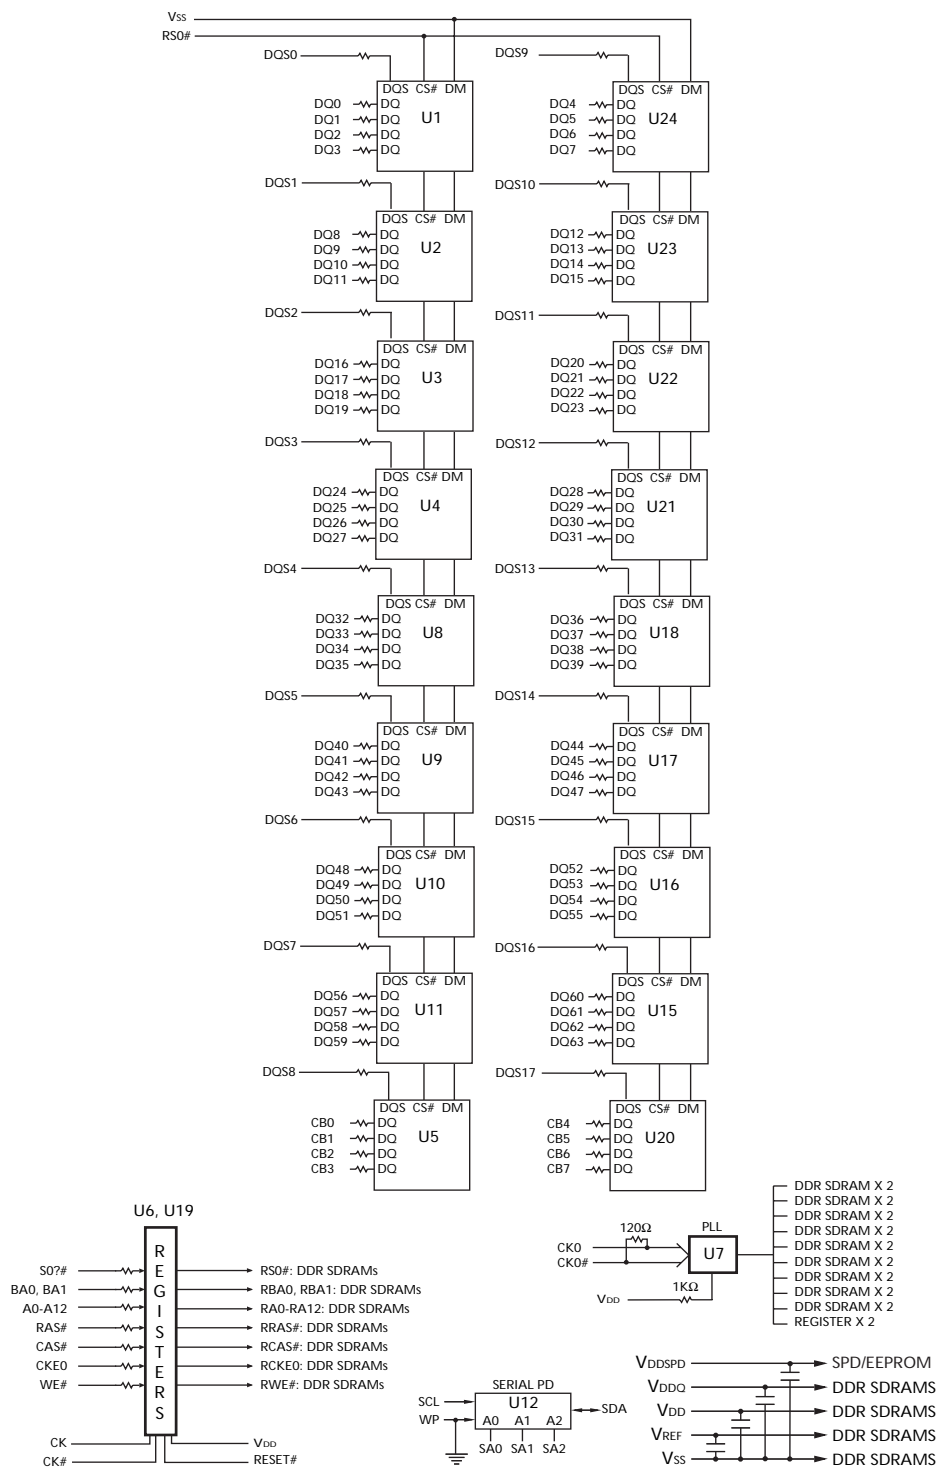 VSS
RS0#
DQS0
DQS9
DQS CS# DM
DQS CS# DM
DQ0 DQ
DQ1 DQ
DQ2 DQ
DQ3 DQ
U1
DQ4 DQ
DQ5 DQ
DQ6 DQ
DQ7 DQ
U24
DQS1
DQS10
DQS CS# DM
DQS CS# DM
DQ8 DQ
DQ9 DQ
DQ10 DQ
DQ11 DQ
U2
DQ12 DQ
DQ13 DQ
DQ14 DQ
DQ15 DQ
U23
DQS2
DQS11
DQS CS# DM
DQS CS# DM
DQ16 DQ
DQ17 DQ
DQ18 DQ
DQ19 DQ
U3
DQ20 DQ
DQ21 DQ
DQ22 DQ
DQ23 DQ
U22
DQS3
DQS12
DQS CS# DM
DQS CS# DM
DQ24 DQ
DQ25 DQ
DQ26 DQ
DQ27 DQ
U4
DQ28 DQ
DQ29 DQ
DQ30 DQ
DQ31 DQ
U21
DQS4
DQS13
DQS CS# DM
DQS CS# DM
DQ32 DQ
DQ33 DQ
DQ34 DQ
DQ35 DQ
U8
DQ36 DQ
DQ37 DQ
DQ38 DQ
DQ39 DQ
U18
DQS5
DQS14
DQS CS# DM
DQS CS# DM
DQ40 DQ
DQ41 DQ
DQ42 DQ
DQ43 DQ
U9
DQ44 DQ
DQ45 DQ
DQ46 DQ
DQ47 DQ
U17
DQS6
DQS15
DQS CS# DM
DQS CS# DM
DQ48 DQ
DQ49 DQ
DQ50 DQ
DQ51 DQ
U10
DQ52 DQ
DQ53 DQ
DQ54 DQ
DQ55 DQ
U16
DQS7
DQS16
DQS CS# DM
DQS CS# DM
DQ56 DQ
DQ57 DQ
DQ58 DQ
DQ59 DQ
U11
DQ60 DQ
DQ61 DQ
DQ62 DQ
DQ63 DQ
U15
DQS8
DQS17
DQS CS# DM
DQS CS# DM
CB0 DQ
CB1 DQ
CB2 DQ
CB3 DQ
U5
CB4 DQ
CB5 DQ
CB6 DQ
CB7 DQ
U20
U6, U19
REGISTERS
S0?#
BA0, BA1
A0-A12
RAS#
CAS#
CKE0
WE#
CK
CK#
RS0#: DDR SDRAMs
RBA0, RBA1: DDR SDRAMs
RA0-RA12: DDR SDRAMs
RRAS#: DDR SDRAMs
RCAS#: DDR SDRAMs
RCKE0: DDR SDRAMs
RWE#: DDR SDRAMs
VDD
RESET#
120Ω
PLL
CK0
CK0#
U7
1KΩ
VDD
DDR SDRAM X 2
DDR SDRAM X 2
DDR SDRAM X 2
DDR SDRAM X 2
DDR SDRAM X 2
DDR SDRAM X 2
DDR SDRAM X 2
DDR SDRAM X 2
DDR SDRAM X 2
REGISTER X 2
SERIAL PD
SCL
WP
U12
A0 A1 A2
SDA
SA0 SA1 SA2
VDDSPD SPD/EEPROM
VDDQ DDR SDRAMS
VDD DDR SDRAMS
VREF DDR SDRAMS
VSS DDR SDRAMS